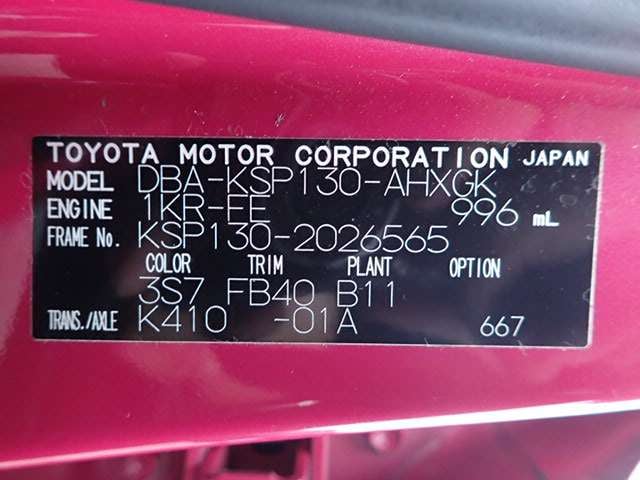 TOYOTA MOTOR CORPORATION JAPAN
MODEL DBA-KSP130-AHXGK
ENGINE 1KR-FE 996 mL
FRAME No. KSP130-2026565
COLOR TRIM PLANT OPTION
3S7 FB40 B11
TRANS./AXLE K410 -01A 667